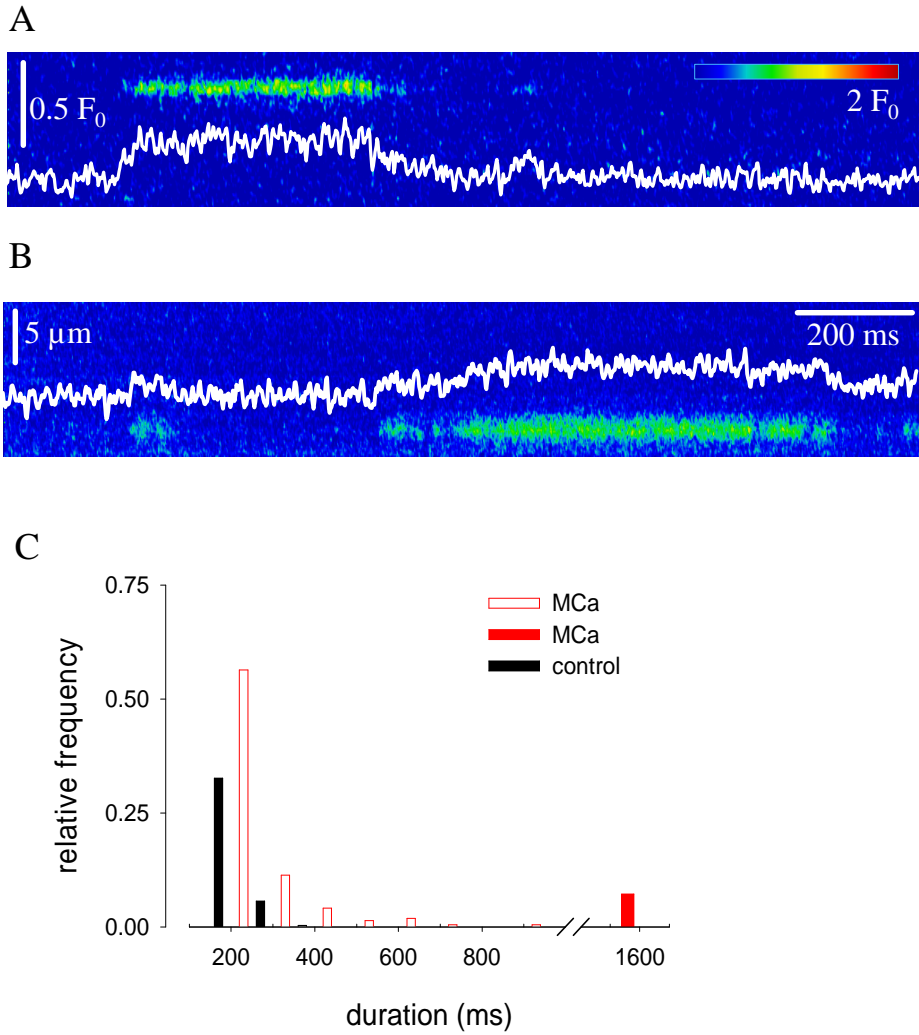 A
0.5 F₀
2 F₀
B
5 µm
200 ms
C
0.75
0.50
0.25
0.00
relative frequency
MCa
MCa
control
200 400 600 800 1600
duration (ms)